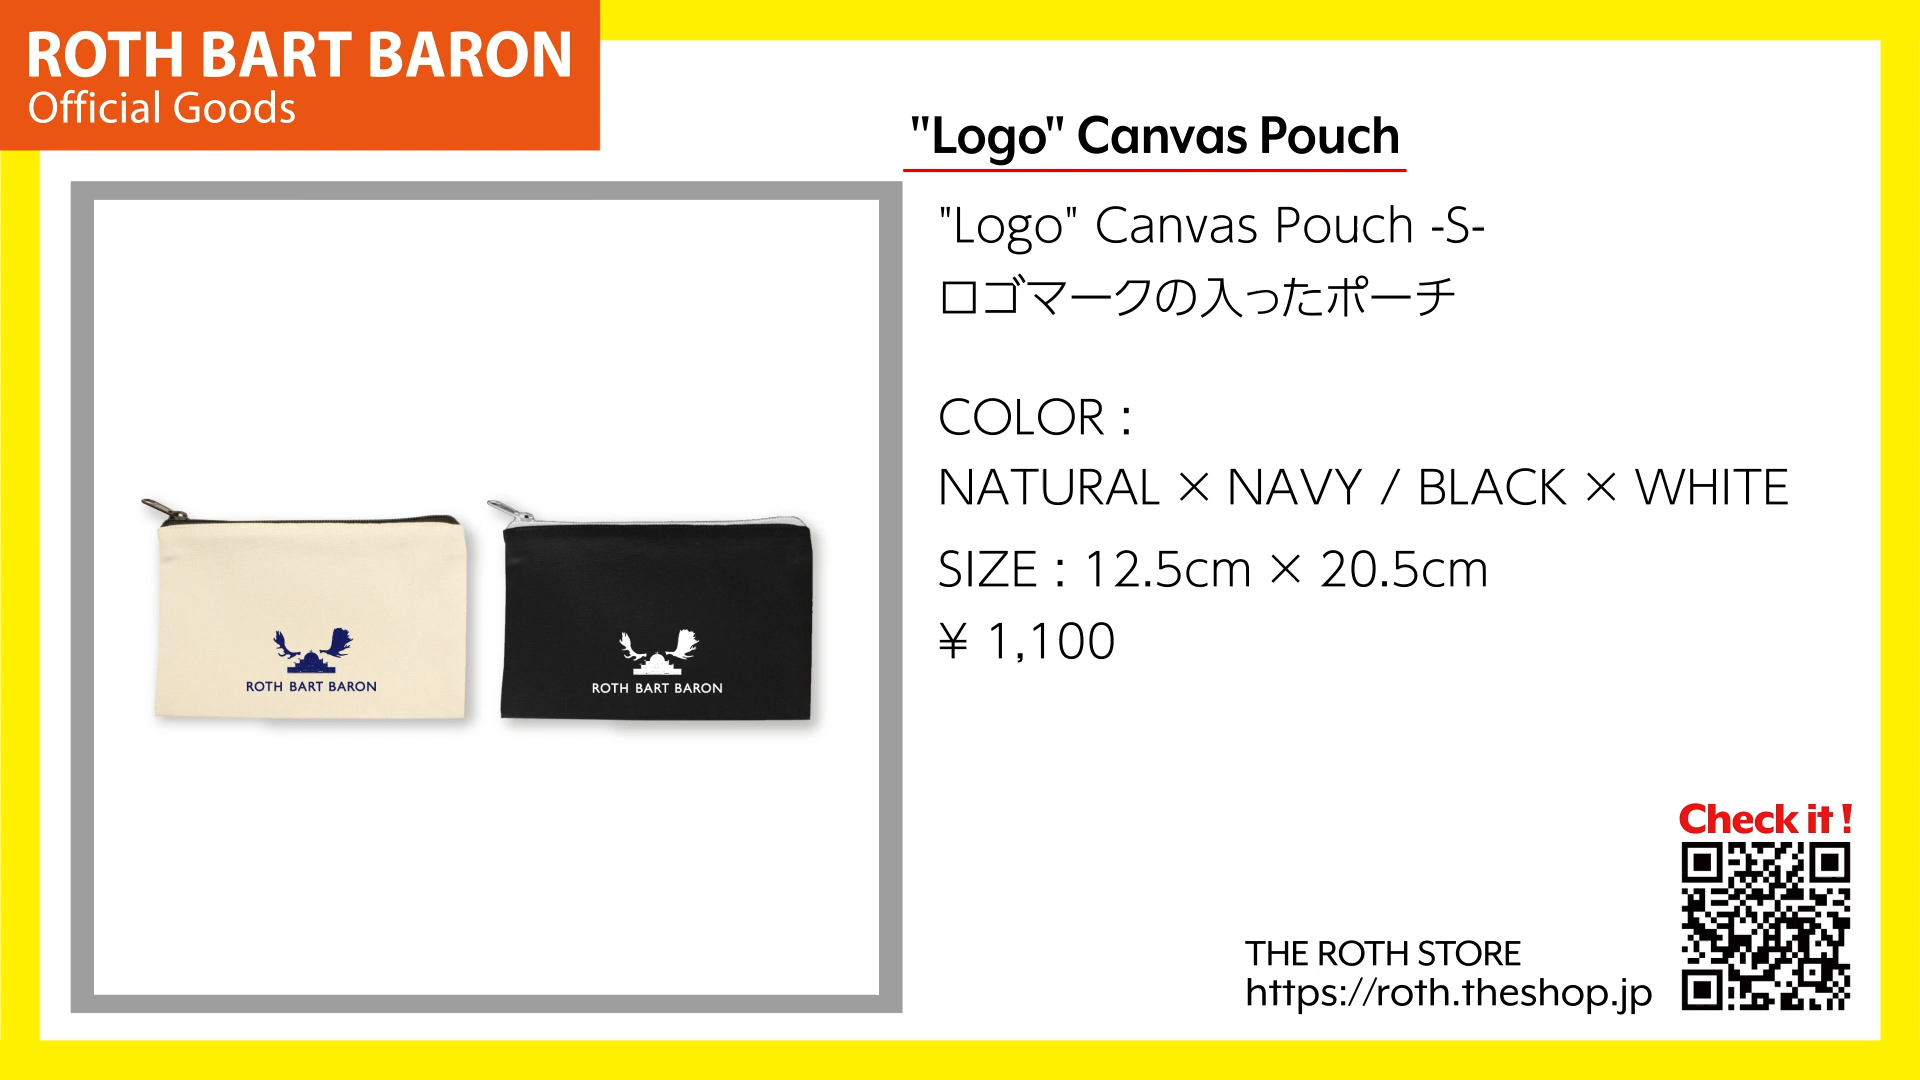 ROTH BART BARON
Official Goods
"Logo" Canvas Pouch
"Logo" Canvas Pouch -S-
ロゴマークの入ったポーチ
COLOR :
NATURAL × NAVY / BLACK × WHITE
SIZE : 12.5cm × 20.5cm
¥ 1,100
ROTH BART BARON
ROTH BART BARON
Check it !
THE ROTH STORE
https://roth.theshop.jp